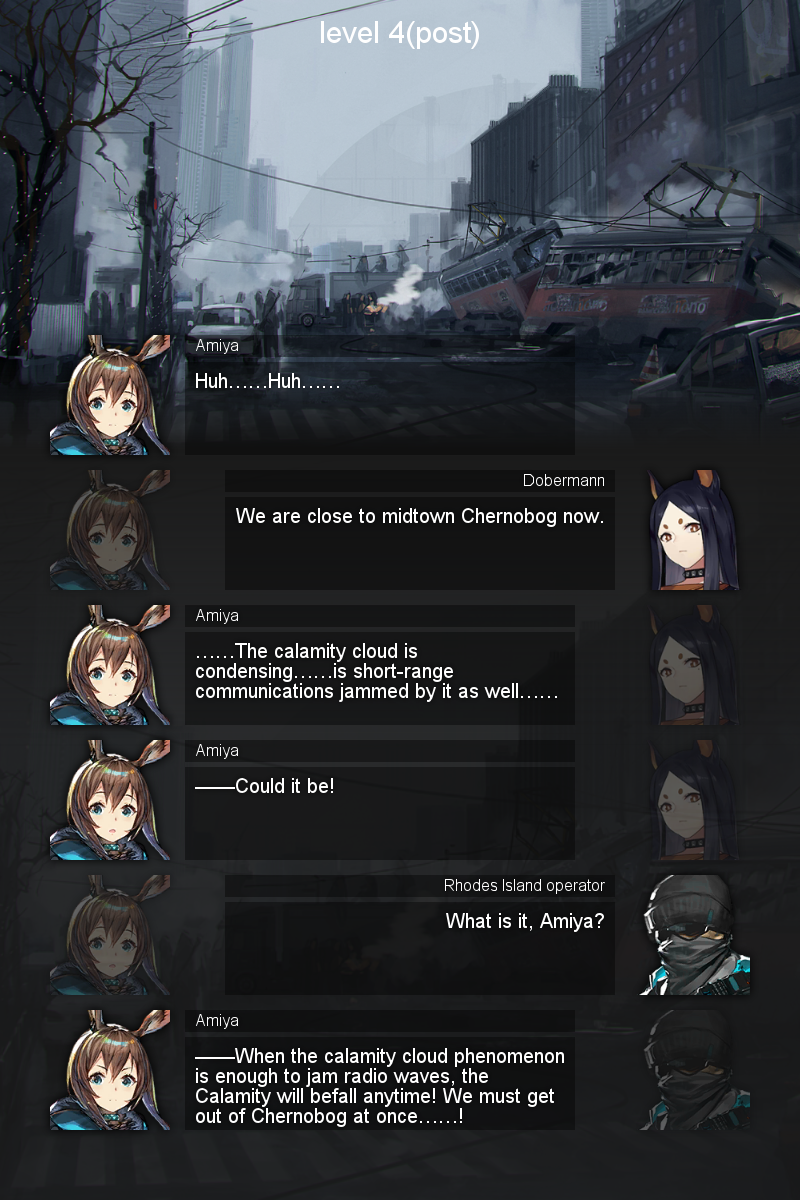 level 4(post)
Amiya
Huh……Huh……
Dobermann
We are close to midtown Chernobog now.
Amiya
……The calamity cloud is
condensing……is short-range
communications jammed by it as well……
Amiya
——Could it be!
Rhodes Island operator
What is it, Amiya?
Amiya
——When the calamity cloud phenomenon
is enough to jam radio waves, the
Calamity will befall anytime! We must get
out of Chernobog at once……!